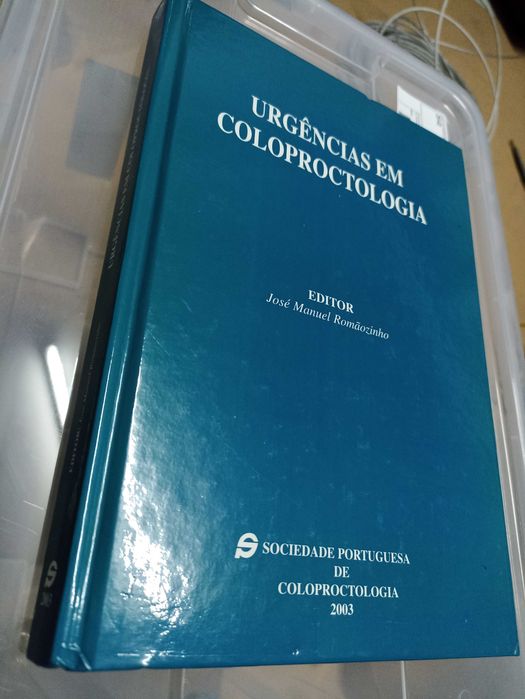 URGÊNCIAS EM
COLOPROCTOLOGIA
EDITOR
José Manuel Romãozinho
SOCIEDADE PORTUGUESA
DE
COLOPROCTOLOGIA
2003